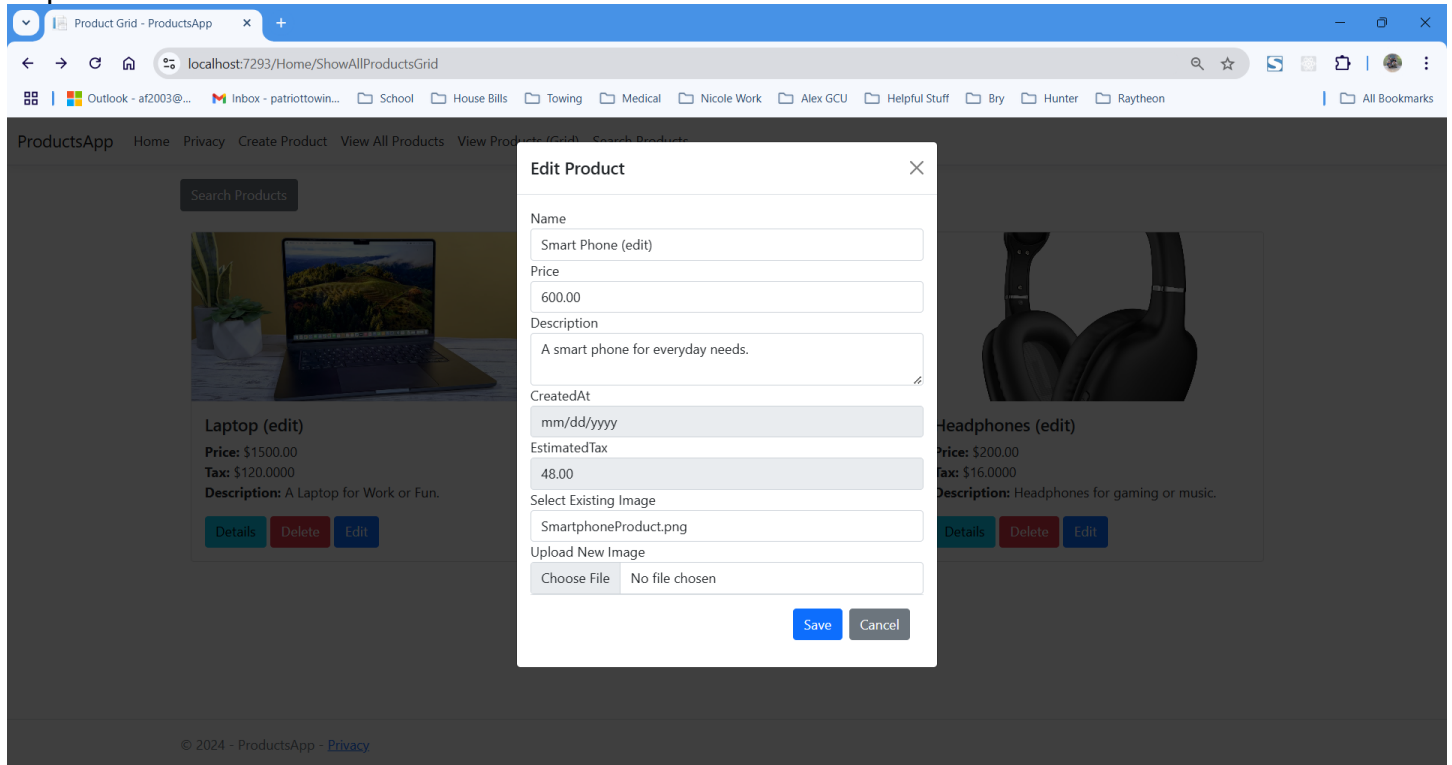 Product Grid - ProductsApp
localhost:7293/Home/ShowAllProductsGrid
Outlook - af2003@... Inbox - patriottowin... School House Bills Towing Medical Nicole Work Alex GCU Helpful Stuff Bry Hunter Raytheon All Bookmarks
ProductsApp Home Privacy Create Product View All Products View Products (Grid) Search Products
Search Products
Edit Product
Name
Smart Phone (edit)
Price
600.00
Description
A smart phone for everyday needs.
CreatedAt
mm/dd/yyyy
EstimatedTax
48.00
Select Existing Image
SmartphoneProduct.png
Upload New Image
Choose File No file chosen
Save Cancel
Laptop (edit)
Price: $1500.00
Tax: $120.0000
Description: A Laptop for Work or Fun.
Details Delete Edit
Headphones (edit)
Price: $200.00
Tax: $16.0000
Description: Headphones for gaming or music.
Details Delete Edit
© 2024 - ProductsApp - Privacy